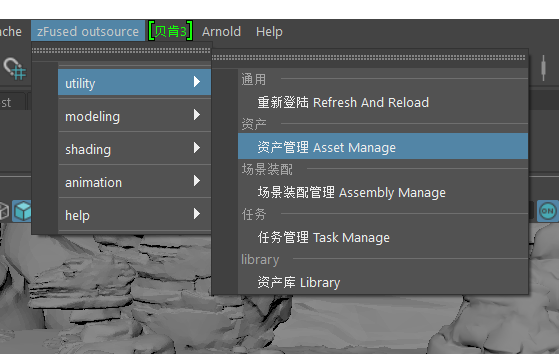 che zFused outsource [贝肯3] Arnold Help
st
utility
modeling
shading
animation
help
通用
重新登陆 Refresh And Reload
资产
资产管理 Asset Manage
场景装配
场景装配管理 Assembly Manage
任务
任务管理 Task Manage
library
资产库 Library
ON